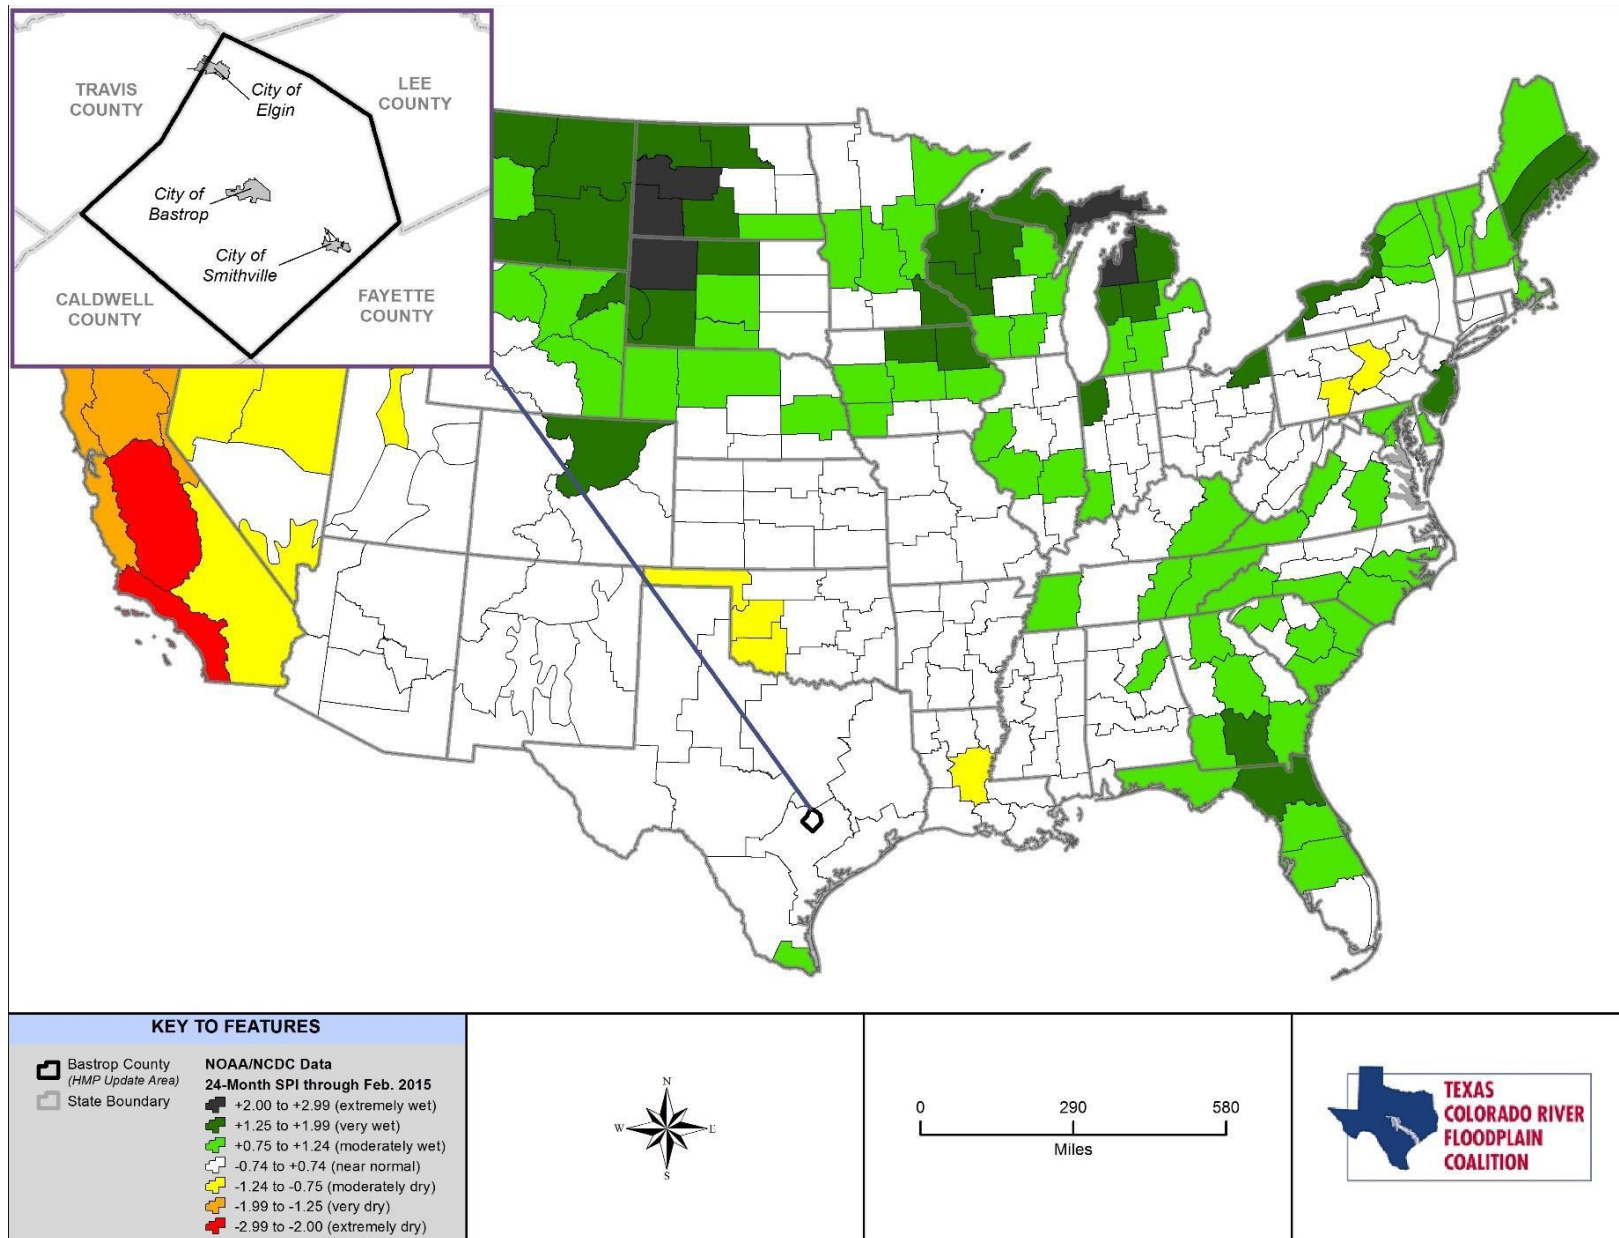 TRAVIS
COUNTY
LEE
COUNTY
City of
Elgin
City of
Bastrop
City of
Smithville
CALDWELL
COUNTY
FAYETTE
COUNTY
KEY TO FEATURES
Bastrop County
(HMP Update Area)
State Boundary
NOAA/NCDC Data
24-Month SPI through Feb. 2015
+2.00 to +2.99 (extremely wet)
+1.25 to +1.99 (very wet)
+0.75 to +1.24 (moderately wet)
-0.74 to +0.74 (near normal)
-1.24 to -0.75 (moderately dry)
-1.99 to -1.25 (very dry)
-2.99 to -2.00 (extremely dry)
N
W E
S
0 290 580
Miles
TEXAS
COLORADO RIVER
FLOODPLAIN
COALITION